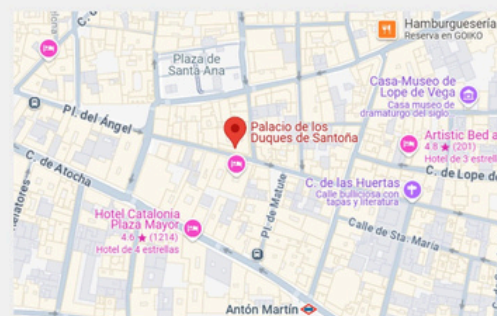 Hamburguesería
Reserva en GOIKO
C. d
Plaza de
Santa Ana
Casa-Museo de
Lope de Vega
Casa museo de
dramaturgo del siglo
Pl. del Ángel
Palacio de los
Duques de Santoña
Artistic Bed a
4.8 ★ (201)
Hotel de 3 estrell
C. de Atocha
C. de Lope de
C. de las Huertas
Calle bulliciosa con
tapas y literatura
Hotel Catalonia
Plaza Mayor
4.6 ★ (1214)
Hotel de 4 estrellas
Pl. de Matute
Calle de Sta. María
Antón Martín